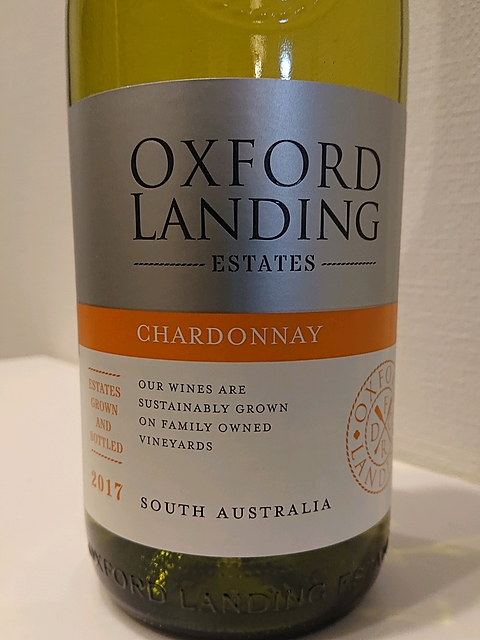 OXFORD
LANDING
ESTATES
CHARDONNAY
ESTATES
GROWN
AND
BOTTLED
2017
OUR WINES ARE
SUSTAINABLY GROWN
ON FAMILY OWNED
VINEYARDS
SOUTH AUSTRALIA
OXFORD LANDING